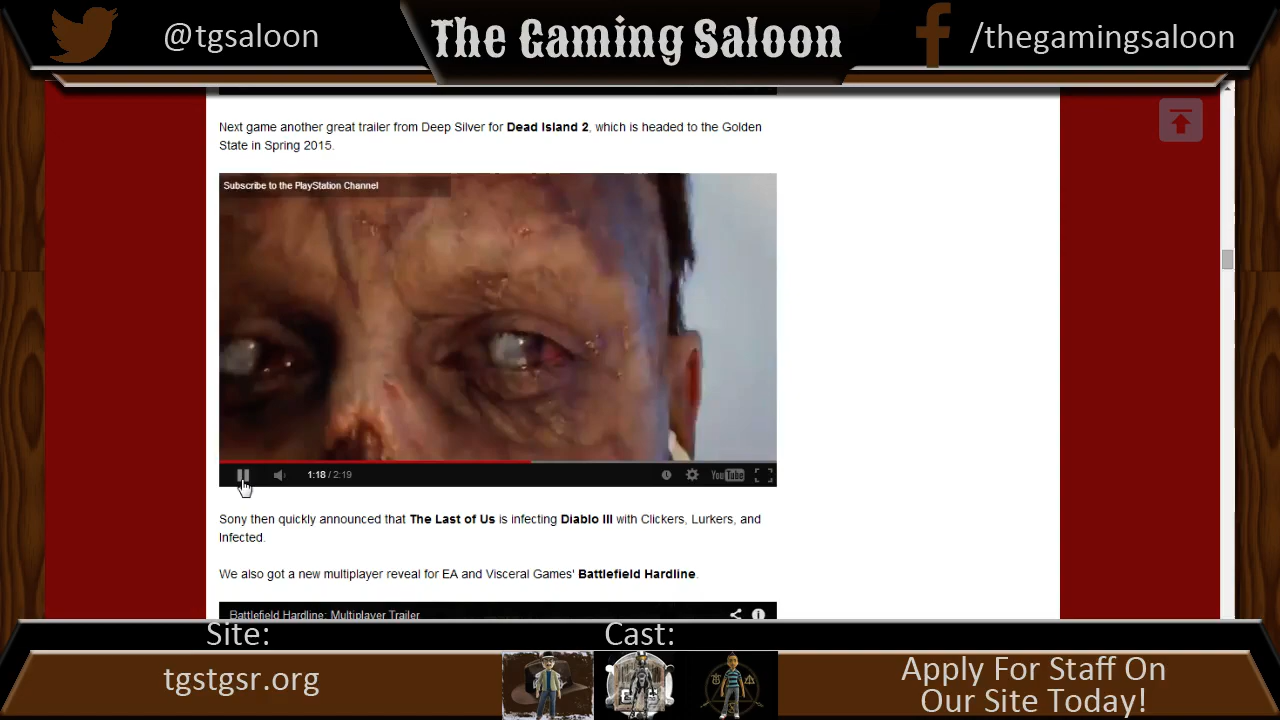 @tgsaloon
The Gaming Saloon
/thegamingsaloon
Next game another great trailer from Deep Silver for Dead Island 2, which is headed to the Golden
State in Spring 2015.
Subscribe to the PlayStation Channel
1:18 / 2:19
YouTube
Sony then quickly announced that The Last of Us is infecting Diablo III with Clickers, Lurkers, and
Infected.
We also got a new multiplayer reveal for EA and Visceral Games' Battlefield Hardline.
Battlefield Hardline: Multiplayer Trailer
Site:
Cast:
tgstgsr.org
Apply For Staff On
Our Site Today!